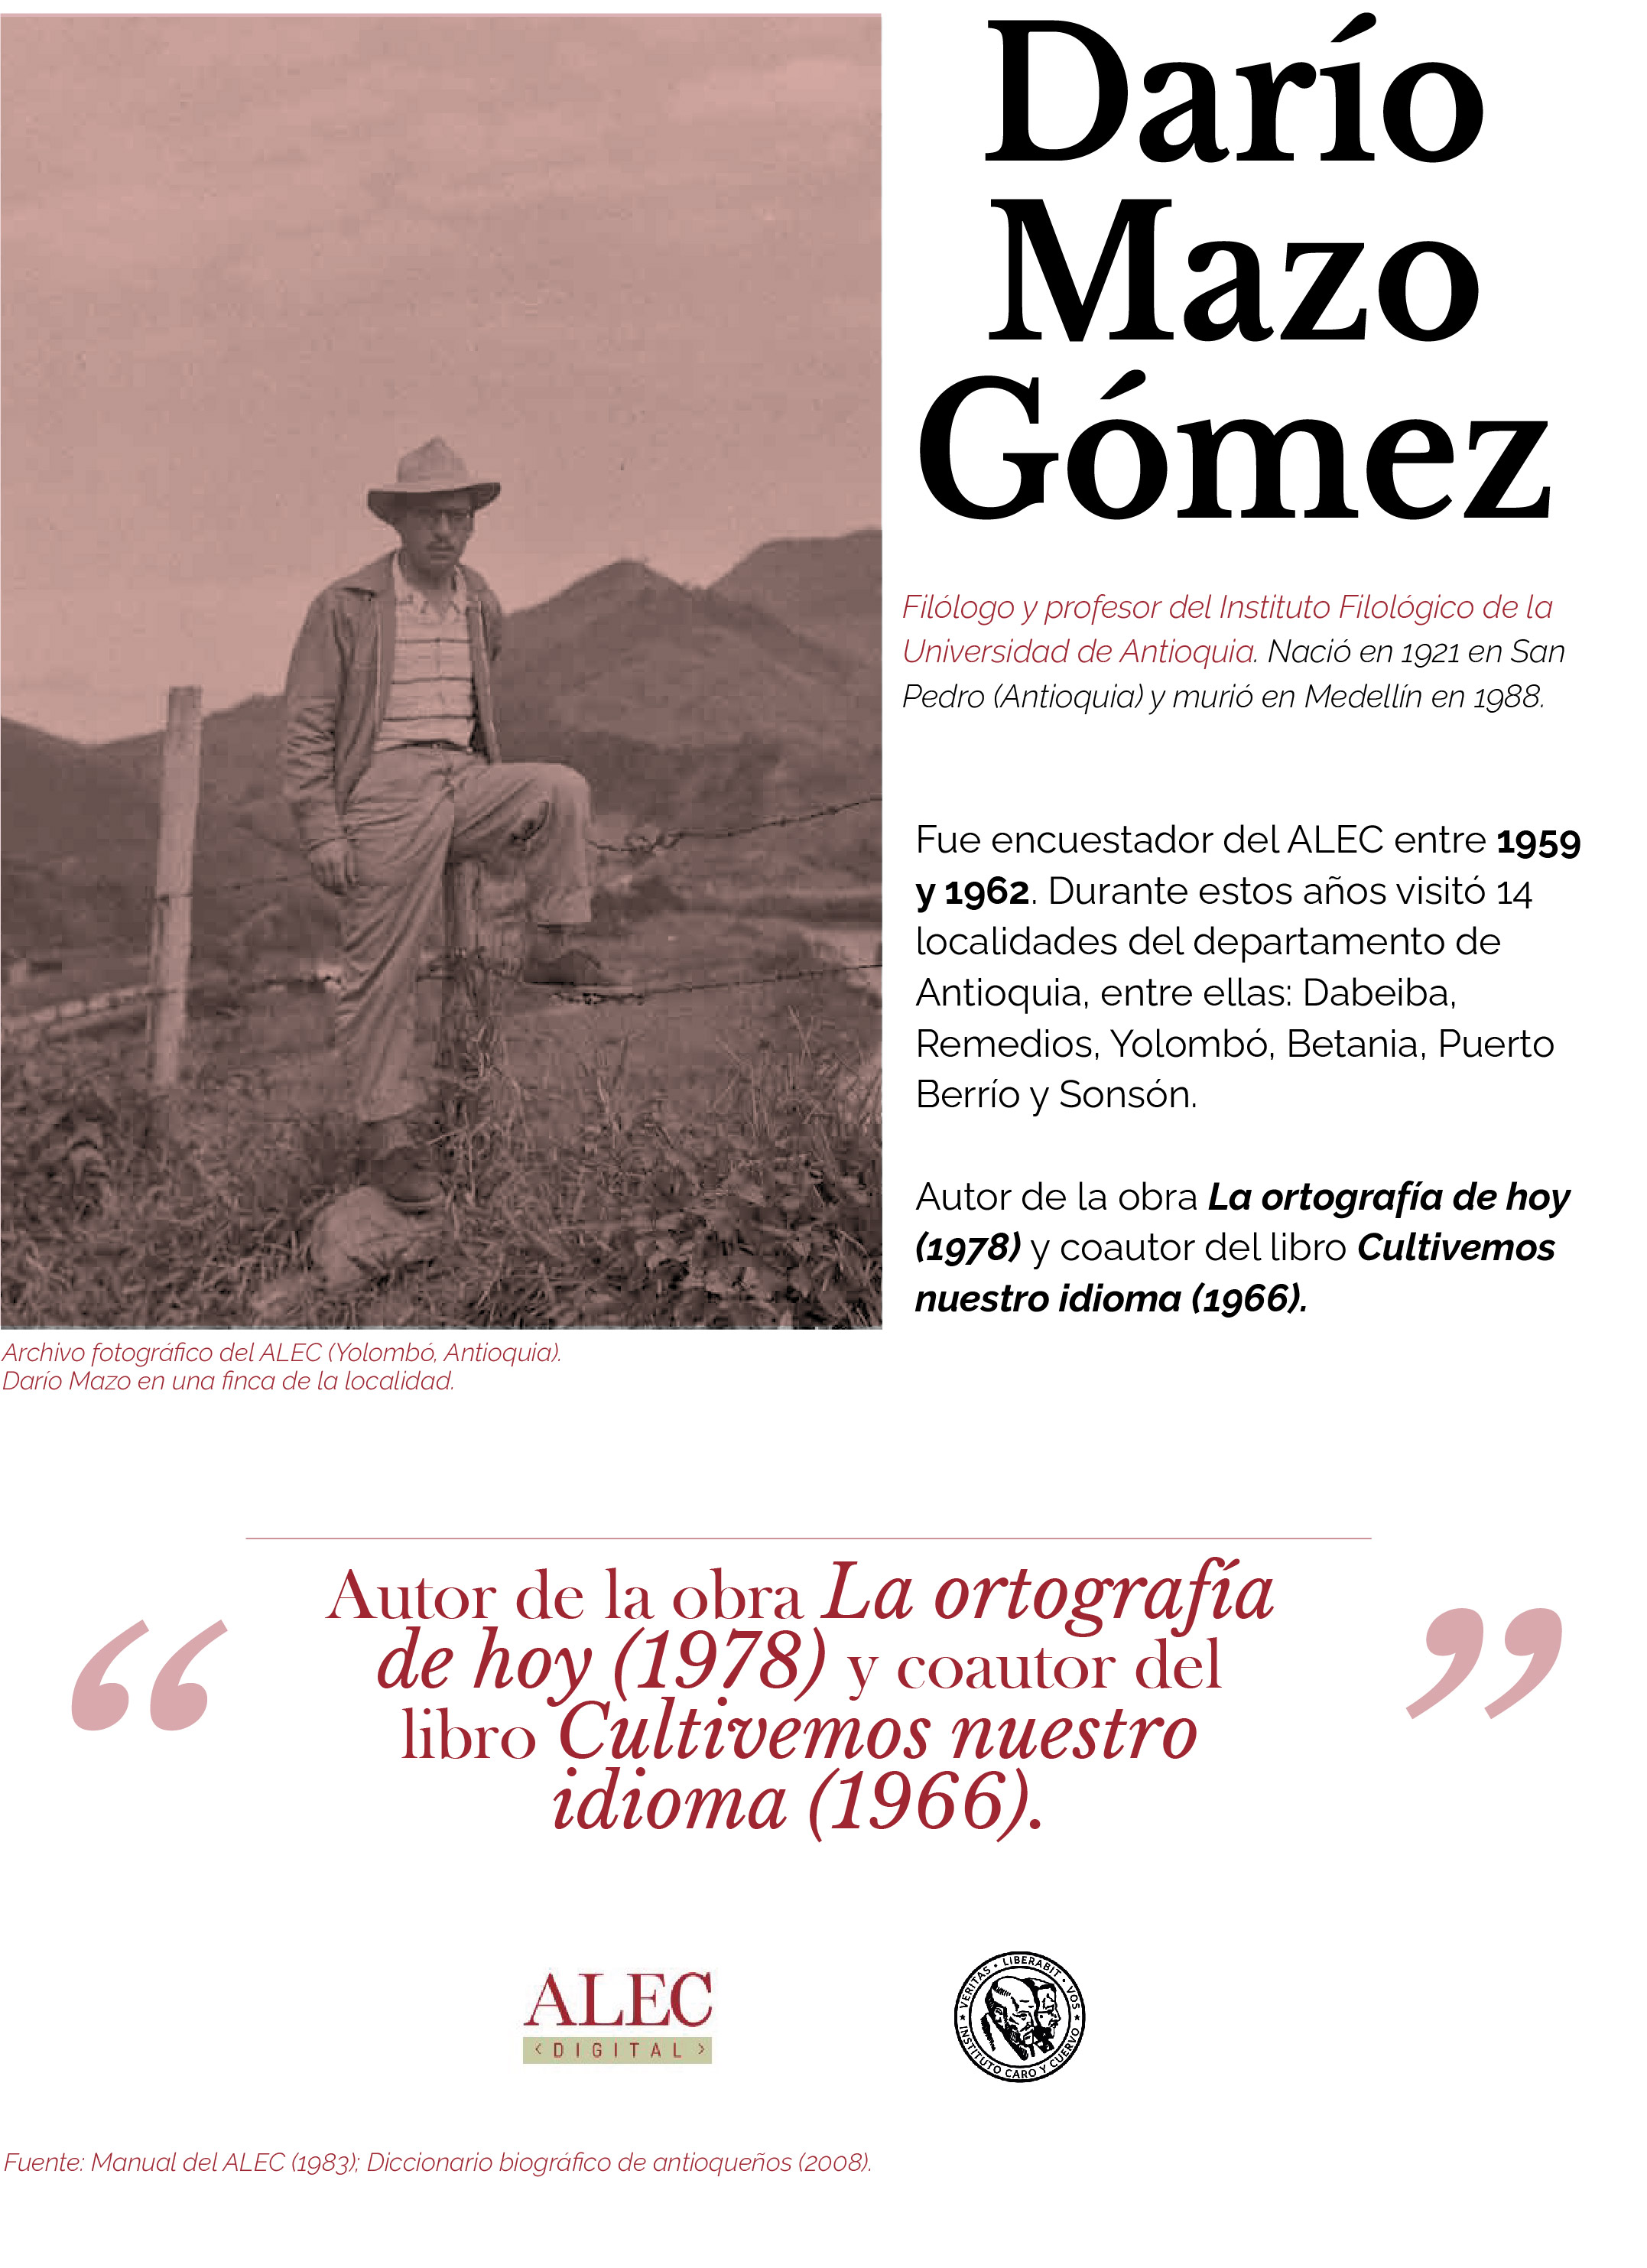 Darío
Mazo
Gómez
Filólogo y profesor del Instituto Filológico de la
Universidad de Antioquia. Nació en 1921 en San
Pedro (Antioquia) y murió en Medellín en 1988.
Fue encuestador del ALEC entre 1959
y 1962. Durante estos años visitó 14
localidades del departamento de
Antioquia, entre ellas: Dabeiba,
Remedios, Yolombó, Betania, Puerto
Berrío y Sonsón.
Autor de la obra La ortografía de hoy
(1978) y coautor del libro Cultivemos
nuestro idioma (1966).
Archivo fotográfico del ALEC (Yolombó, Antioquia).
Darío Mazo en una finca de la localidad.
“ Autor de la obra La ortografía
de hoy (1978) y coautor del
libro Cultivemos nuestro
idioma (1966). ”
ALEC
‹DIGITAL›
VERITAS • LIBERABIT • VOS
INSTITUTO CARO Y CUERVO
Fuente: Manual del ALEC (1983); Diccionario biográfico de antioqueños (2008).